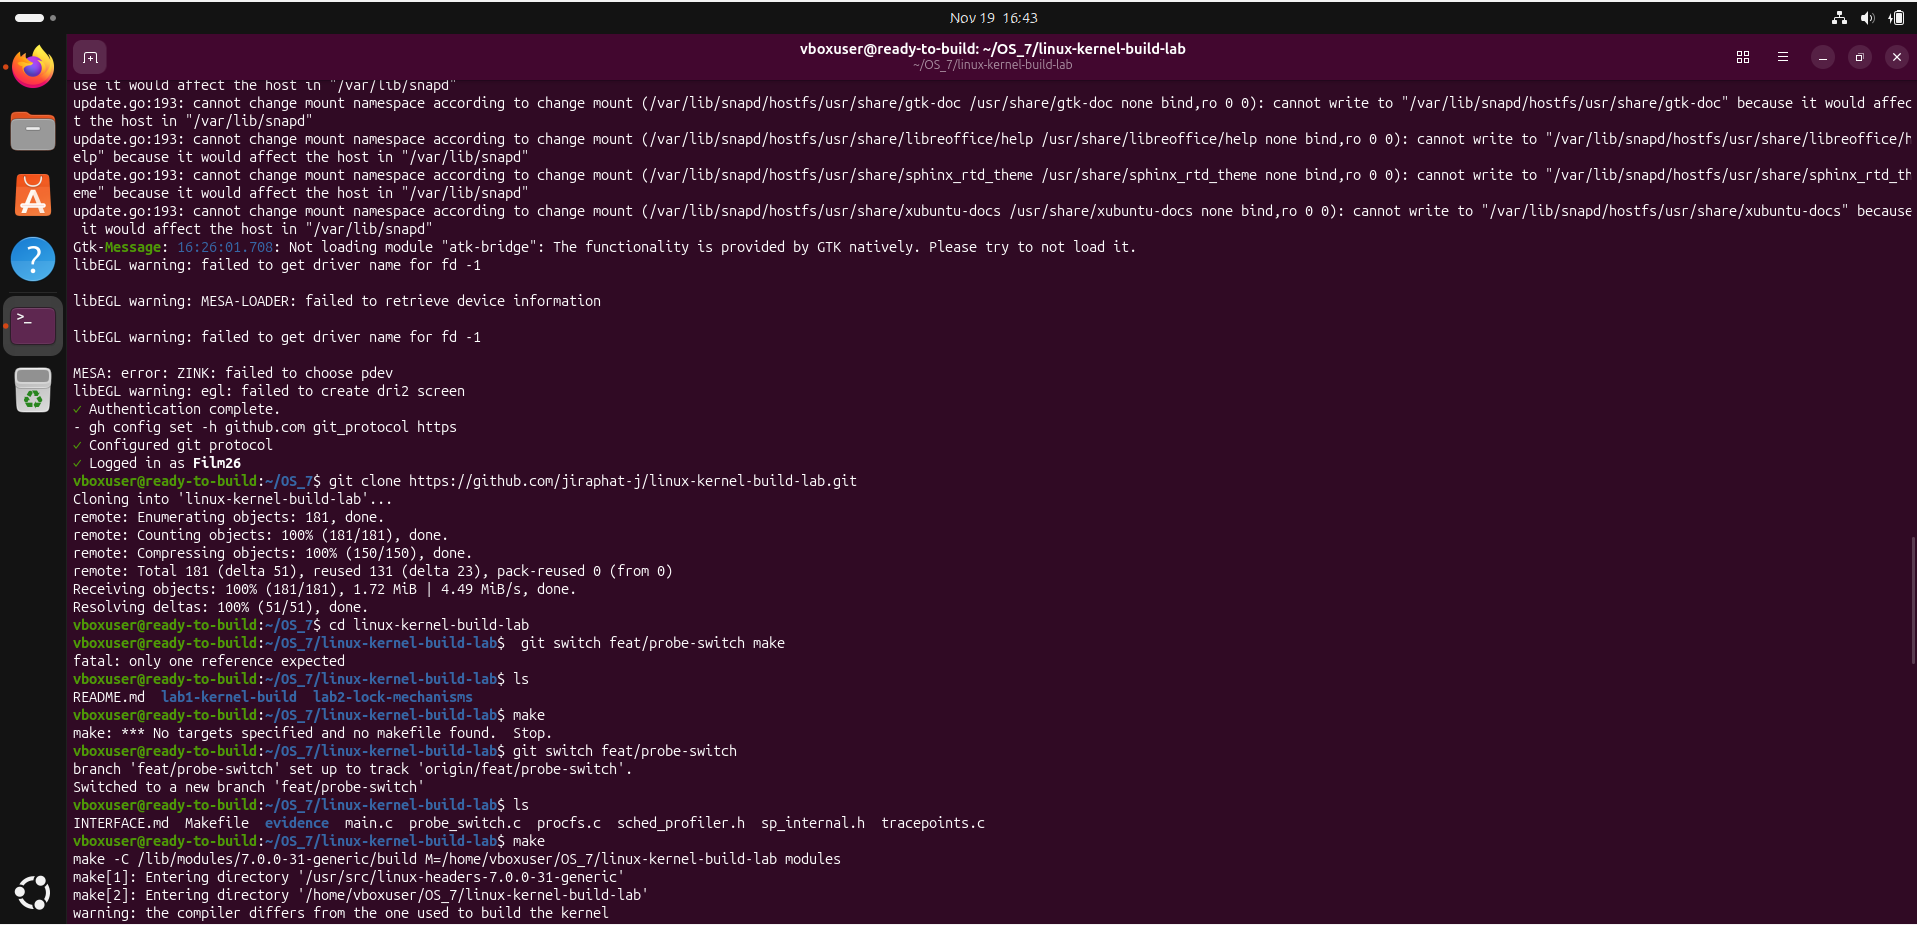 Nov 19 16:43
vboxuser@ready-to-build: ~/OS_7/linux-kernel-build-lab
~/OS_7/linux-kernel-build-lab
use it would affect the host in "/var/lib/snapd"
update.go:193: cannot change mount namespace according to change mount (/var/lib/snapd/hostfs/usr/share/gtk-doc /usr/share/gtk-doc none bind,ro 0 0): cannot write to "/var/lib/snapd/hostfs/usr/share/gtk-doc" because it would affec
t the host in "/var/lib/snapd"
update.go:193: cannot change mount namespace according to change mount (/var/lib/snapd/hostfs/usr/share/libreoffice/help /usr/share/libreoffice/help none bind,ro 0 0): cannot write to "/var/lib/snapd/hostfs/usr/share/libreoffice/h
elp" because it would affect the host in "/var/lib/snapd"
update.go:193: cannot change mount namespace according to change mount (/var/lib/snapd/hostfs/usr/share/sphinx_rtd_theme /usr/share/sphinx_rtd_theme none bind,ro 0 0): cannot write to "/var/lib/snapd/hostfs/usr/share/sphinx_rtd_th
eme" because it would affect the host in "/var/lib/snapd"
update.go:193: cannot change mount namespace according to change mount (/var/lib/snapd/hostfs/usr/share/xubuntu-docs /usr/share/xubuntu-docs none bind,ro 0 0): cannot write to "/var/lib/snapd/hostfs/usr/share/xubuntu-docs" because
 it would affect the host in "/var/lib/snapd"
Gtk-Message: 16:26:01.708: Not loading module "atk-bridge": The functionality is provided by GTK natively. Please try to not load it.
libEGL warning: failed to get driver name for fd -1
libEGL warning: MESA-LOADER: failed to retrieve device information
libEGL warning: failed to get driver name for fd -1
MESA: error: ZINK: failed to choose pdev
libEGL warning: egl: failed to create dri2 screen
✓ Authentication complete.
- gh config set -h github.com git_protocol https
✓ Configured git protocol
✓ Logged in as Film26
vboxuser@ready-to-build:~/OS_7$ git clone https://github.com/jiraphat-j/linux-kernel-build-lab.git
Cloning into 'linux-kernel-build-lab'...
remote: Enumerating objects: 181, done.
remote: Counting objects: 100% (181/181), done.
remote: Compressing objects: 100% (150/150), done.
remote: Total 181 (delta 51), reused 131 (delta 23), pack-reused 0 (from 0)
Receiving objects: 100% (181/181), 1.72 MiB | 4.49 MiB/s, done.
Resolving deltas: 100% (51/51), done.
vboxuser@ready-to-build:~/OS_7$ cd linux-kernel-build-lab
vboxuser@ready-to-build:~/OS_7/linux-kernel-build-lab$  git switch feat/probe-switch make
fatal: only one reference expected
vboxuser@ready-to-build:~/OS_7/linux-kernel-build-lab$ ls
README.md  lab1-kernel-build  lab2-lock-mechanisms
vboxuser@ready-to-build:~/OS_7/linux-kernel-build-lab$ make
make: *** No targets specified and no makefile found.  Stop.
vboxuser@ready-to-build:~/OS_7/linux-kernel-build-lab$ git switch feat/probe-switch
branch 'feat/probe-switch' set up to track 'origin/feat/probe-switch'.
Switched to a new branch 'feat/probe-switch'
vboxuser@ready-to-build:~/OS_7/linux-kernel-build-lab$ ls
INTERFACE.md  Makefile  evidence  main.c  probe_switch.c  procfs.c  sched_profiler.h  sp_internal.h  tracepoints.c
vboxuser@ready-to-build:~/OS_7/linux-kernel-build-lab$ make
make -C /lib/modules/7.0.0-31-generic/build M=/home/vboxuser/OS_7/linux-kernel-build-lab modules
make[1]: Entering directory '/usr/src/linux-headers-7.0.0-31-generic'
make[2]: Entering directory '/home/vboxuser/OS_7/linux-kernel-build-lab'
warning: the compiler differs from the one used to build the kernel